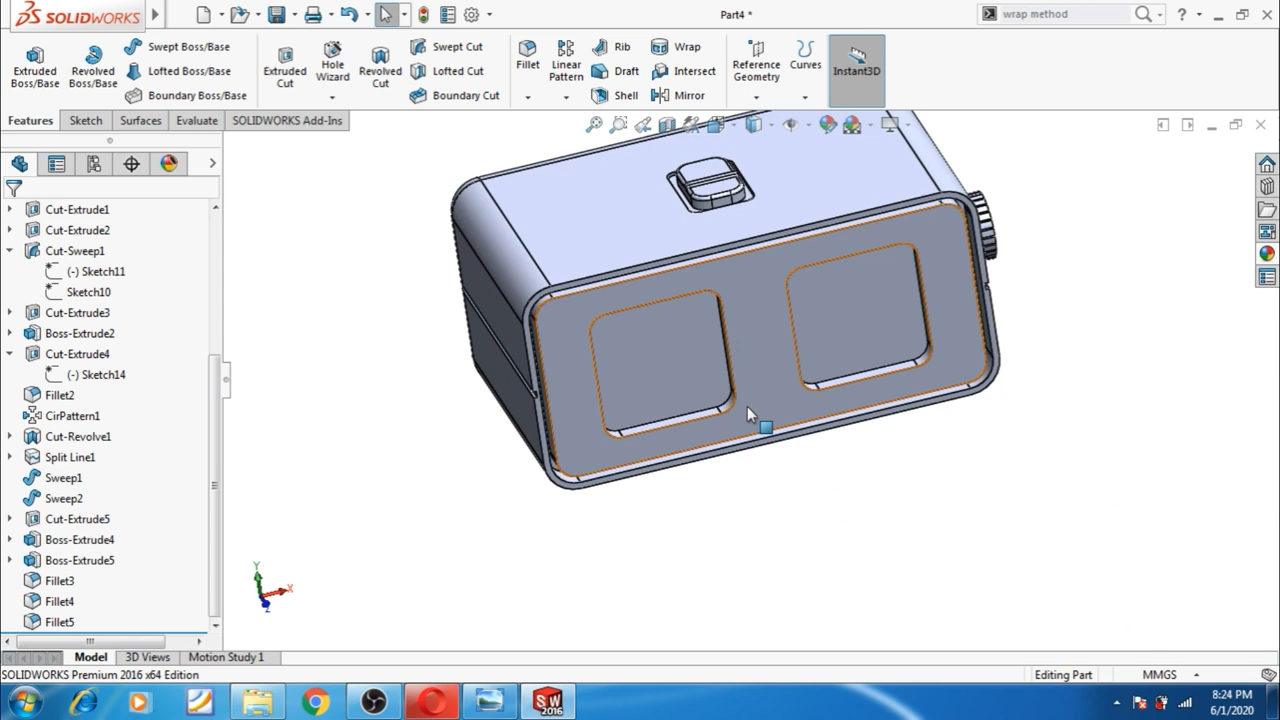 SOLIDWORKS
Part4 *
wrap method
?
Extruded Boss/Base
Revolved Boss/Base
Swept Boss/Base
Lofted Boss/Base
Boundary Boss/Base
Extruded Cut
Hole Wizard
Revolved Cut
Swept Cut
Lofted Cut
Boundary Cut
Fillet
Linear Pattern
Rib
Draft
Shell
Wrap
Intersect
Mirror
Reference Geometry
Curves
Instant3D
Features
Sketch
Surfaces
Evaluate
SOLIDWORKS Add-Ins
Cut-Extrude1
Cut-Extrude2
Cut-Sweep1
(-) Sketch11
Sketch10
Cut-Extrude3
Boss-Extrude2
Cut-Extrude4
(-) Sketch14
Fillet2
CirPattern1
Cut-Revolve1
Split Line1
Sweep1
Sweep2
Cut-Extrude5
Boss-Extrude4
Boss-Extrude5
Fillet3
Fillet4
Fillet5
Y
X
Z
Model
3D Views
Motion Study 1
SOLIDWORKS Premium 2016 x64 Edition
Editing Part
MMGS
SW
2016
8:24 PM
6/1/2020